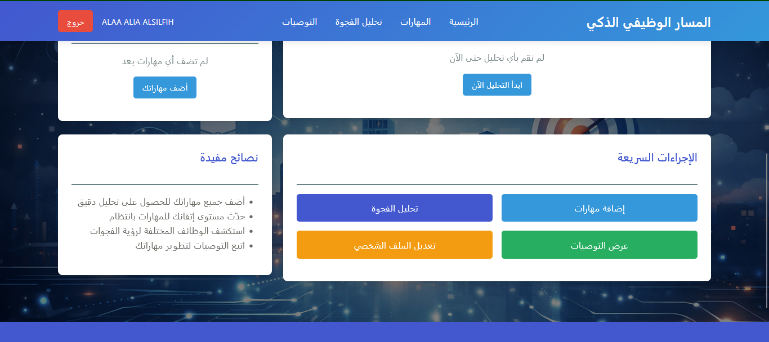 المسار الوظيفي الذكي
الرئيسية
المهارات
تحليل الفجوة
التوصيات
ALAA ALIA ALSILFIH
خروج
لم تقم بأي تحليل حتى الآن
ابدأ التحليل الآن
لم تضف أي مهارات بعد
أضف مهاراتك
الإجراءات السريعة
إضافة مهارات
تحليل الفجوة
عرض التوصيات
تعديل الملف الشخصي
نصائح مفيدة
أضف جميع مهاراتك للحصول على تحليل دقيق
حدّث مستوى إتقانك للمهارات بانتظام
استكشف الوظائف المختلفة لرؤية الفجوات
اتبع التوصيات لتطوير مهاراتك